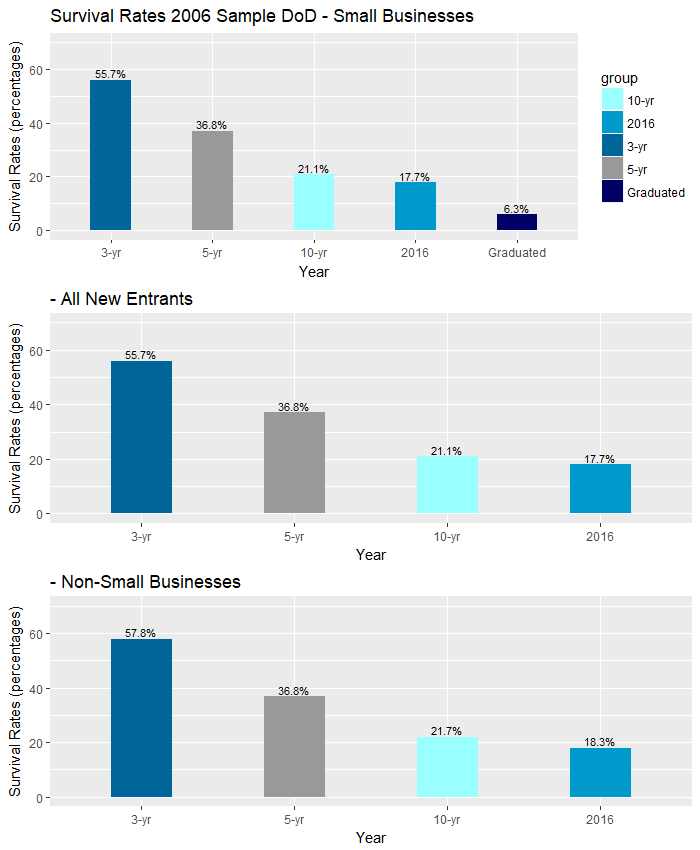 Survival Rates 2006 Sample DoD - Small Businesses
Survival Rates (percentages)
60
40
20
0
55.7%
36.8%
21.1%
17.7%
6.3%
3-yr
5-yr
10-yr
2016
Graduated
Year
group
10-yr
2016
3-yr
5-yr
Graduated
- All New Entrants
Survival Rates (percentages)
60
40
20
0
55.7%
36.8%
21.1%
17.7%
3-yr
5-yr
10-yr
2016
Year
- Non-Small Businesses
Survival Rates (percentages)
60
40
20
0
57.8%
36.8%
21.7%
18.3%
3-yr
5-yr
10-yr
2016
Year